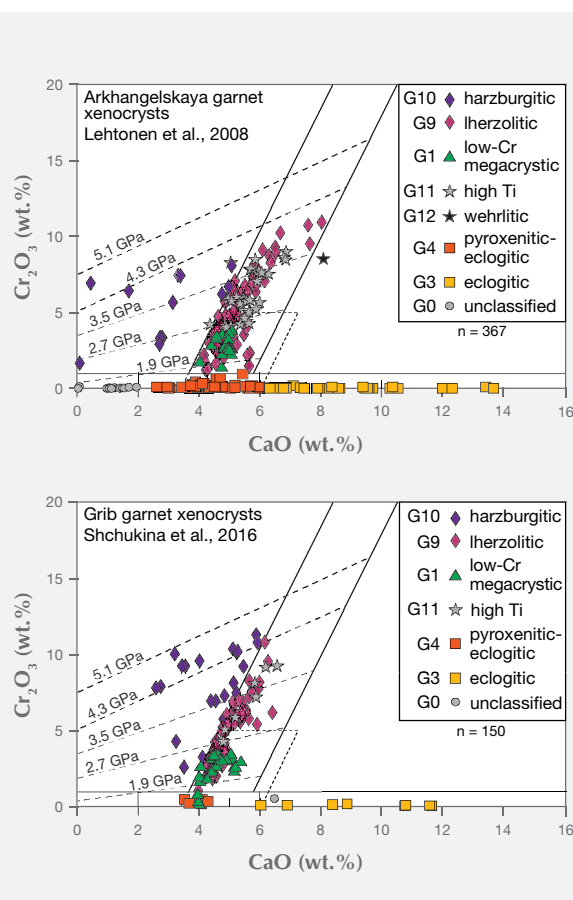 Arkhangelskaya garnet
xenocrysts
Lehtonen et al., 2008
G10 harzburgitic
G9 lherzolitic
G1 low-Cr
megacrystic
G11 high Ti
G12 wehrlitic
G4 pyroxenitic-
eclogitic
G3 eclogitic
G0 unclassified
n = 367
20
15
10
5
0
Cr2O3 (wt.%)
5.1 GPa
4.3 GPa
3.5 GPa
2.7 GPa
1.9 GPa
0 2 4 6 8 10 12 14 16
CaO (wt.%)
Grib garnet xenocrysts
Shchukina et al., 2016
G10 harzburgitic
G9 lherzolitic
G1 low-Cr
megacrystic
G11 high Ti
G4 pyroxenitic-
eclogitic
G3 eclogitic
G0 unclassified
n = 150
20
15
10
5
0
Cr2O3 (wt.%)
5.1 GPa
4.3 GPa
3.5 GPa
2.7 GPa
1.9 GPa
0 2 4 6 8 10 12 14 16
CaO (wt.%)